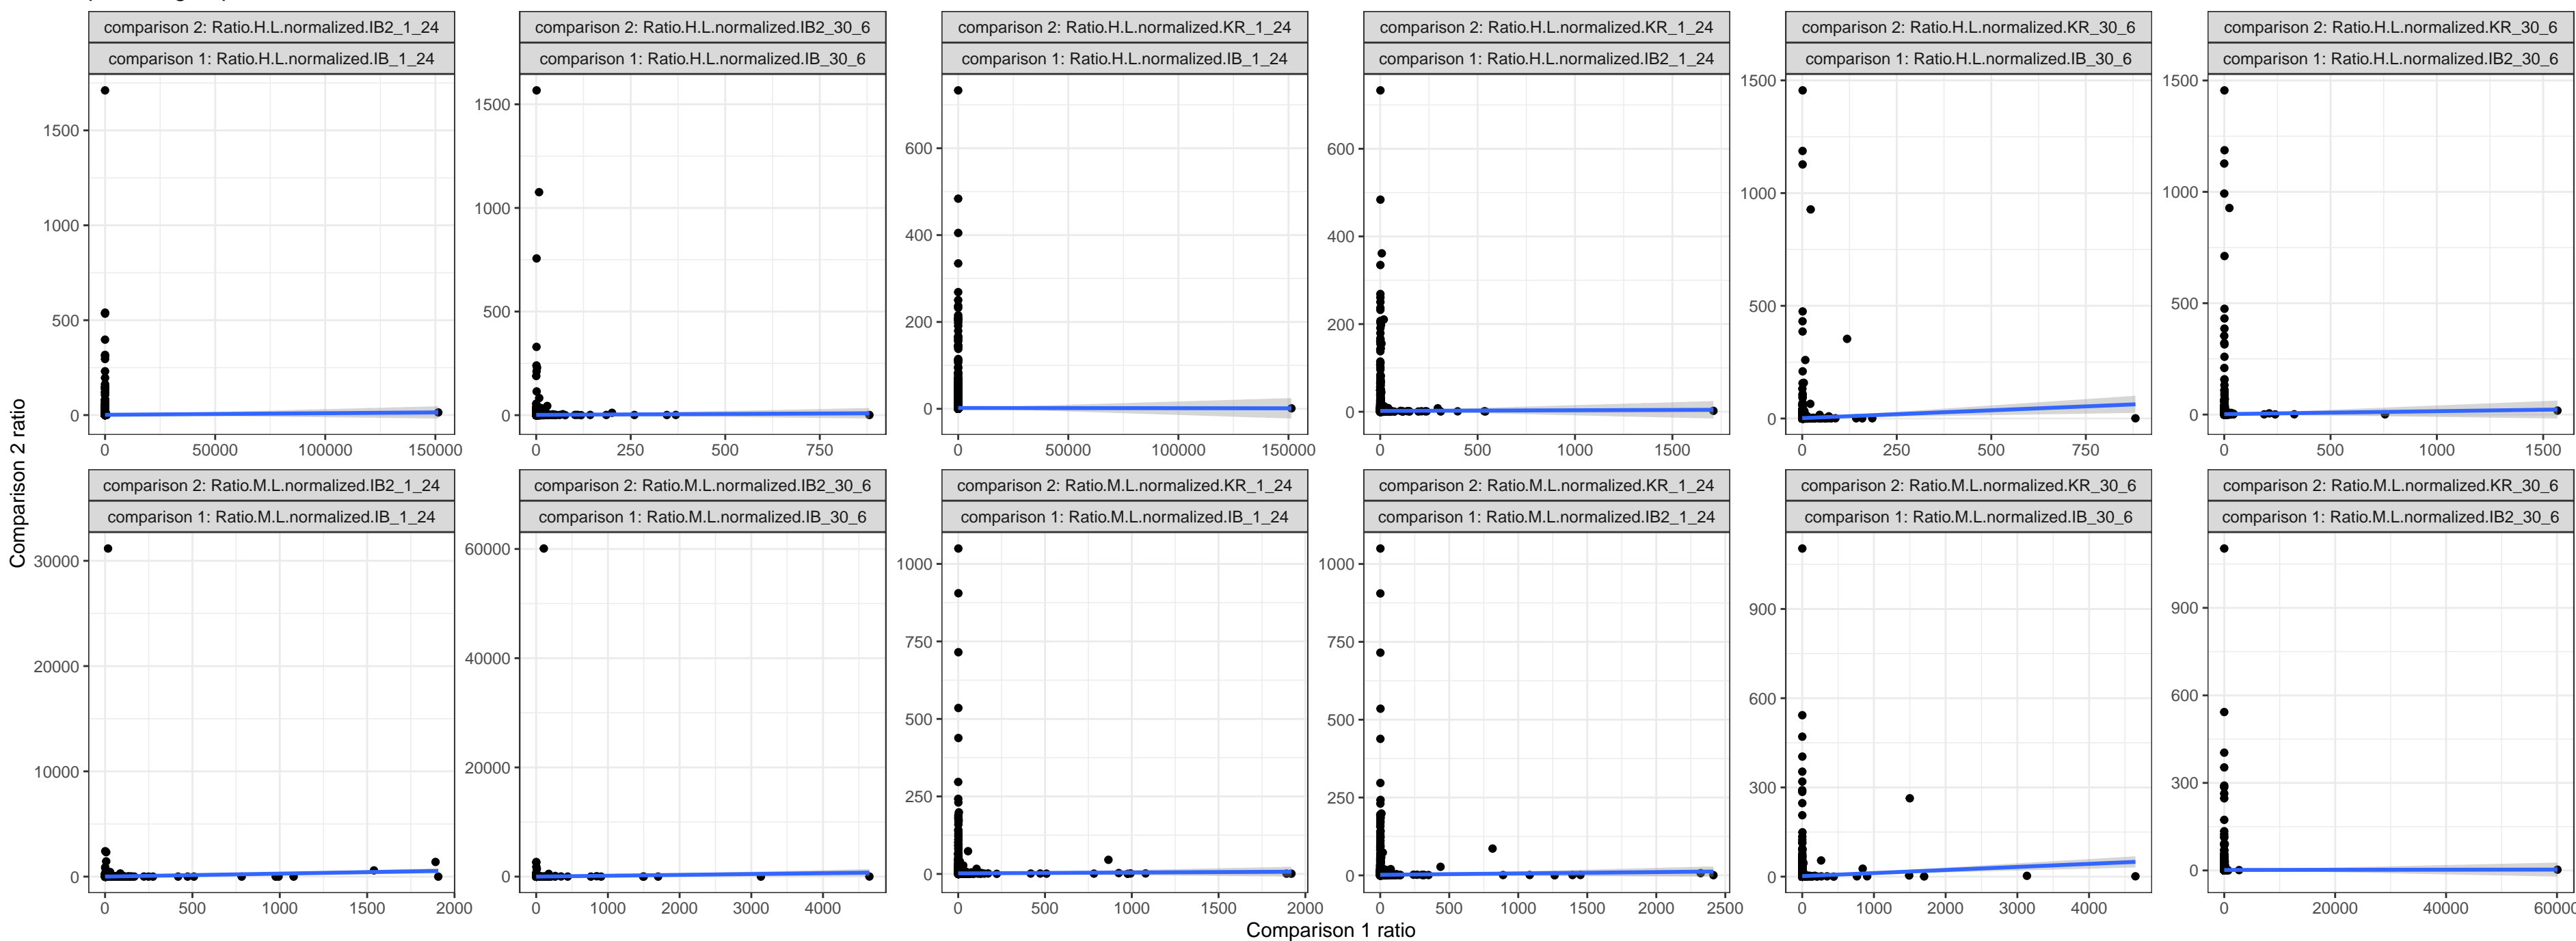 comparison 2: Ratio.H.L.normalized.IB2_1_24
comparison 1: Ratio.H.L.normalized.IB_1_24
comparison 2: Ratio.H.L.normalized.IB2_30_6
comparison 1: Ratio.H.L.normalized.IB_30_6
comparison 2: Ratio.H.L.normalized.KR_1_24
comparison 1: Ratio.H.L.normalized.IB_1_24
comparison 2: Ratio.H.L.normalized.KR_1_24
comparison 1: Ratio.H.L.normalized.IB2_1_24
comparison 2: Ratio.H.L.normalized.KR_30_6
comparison 1: Ratio.H.L.normalized.IB_30_6
comparison 2: Ratio.H.L.normalized.KR_30_6
comparison 1: Ratio.H.L.normalized.IB2_30_6
1500
1000
500
0
0 50000 100000 150000
1500
1000
500
0
0 250 500 750
600
400
200
0
0 50000 100000 150000
600
400
200
0
0 500 1000 1500
1500
1000
500
0
0 250 500 750
1500
1000
500
0
0 500 1000 1500
Comparison 2 ratio
comparison 2: Ratio.M.L.normalized.IB2_1_24
comparison 1: Ratio.M.L.normalized.IB_1_24
comparison 2: Ratio.M.L.normalized.IB2_30_6
comparison 1: Ratio.M.L.normalized.IB_30_6
comparison 2: Ratio.M.L.normalized.KR_1_24
comparison 1: Ratio.M.L.normalized.IB_1_24
comparison 2: Ratio.M.L.normalized.KR_1_24
comparison 1: Ratio.M.L.normalized.IB2_1_24
comparison 2: Ratio.M.L.normalized.KR_30_6
comparison 1: Ratio.M.L.normalized.IB_30_6
comparison 2: Ratio.M.L.normalized.KR_30_6
comparison 1: Ratio.M.L.normalized.IB2_30_6
30000
20000
10000
0
0 500 1000 1500 2000
60000
40000
20000
0
0 1000 2000 3000 4000
1000
750
500
250
0
0 500 1000 1500 2000
1000
750
500
250
0
0 500 1000 1500 2000 2500
900
600
300
0
0 1000 2000 3000 4000
900
600
300
0
0 20000 40000 60000
Comparison 1 ratio